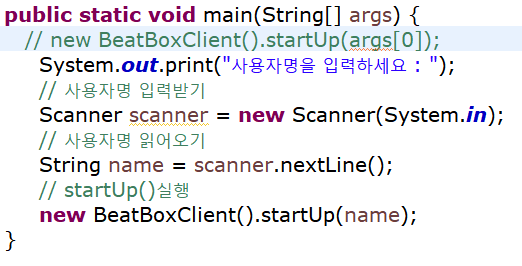 public static void main(String[] args) {
// new BeatBoxClient().startUp(args[0]);
System.out.print("사용자명을 입력하세요 : ");
// 사용자명 입력받기
Scanner scanner = new Scanner(System.in);
// 사용자명 읽어오기
String name = scanner.nextLine();
// startUp()실행
new BeatBoxClient().startUp(name);
}